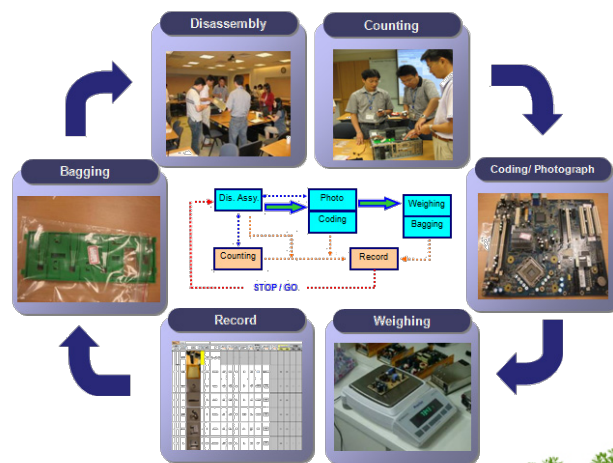 Disassembly
Counting
Bagging
Coding/ Photograph
Dis. Assy.
Photo
Coding
Weighing
Bagging
Counting
Record
STOP / GO.
Record
Weighing